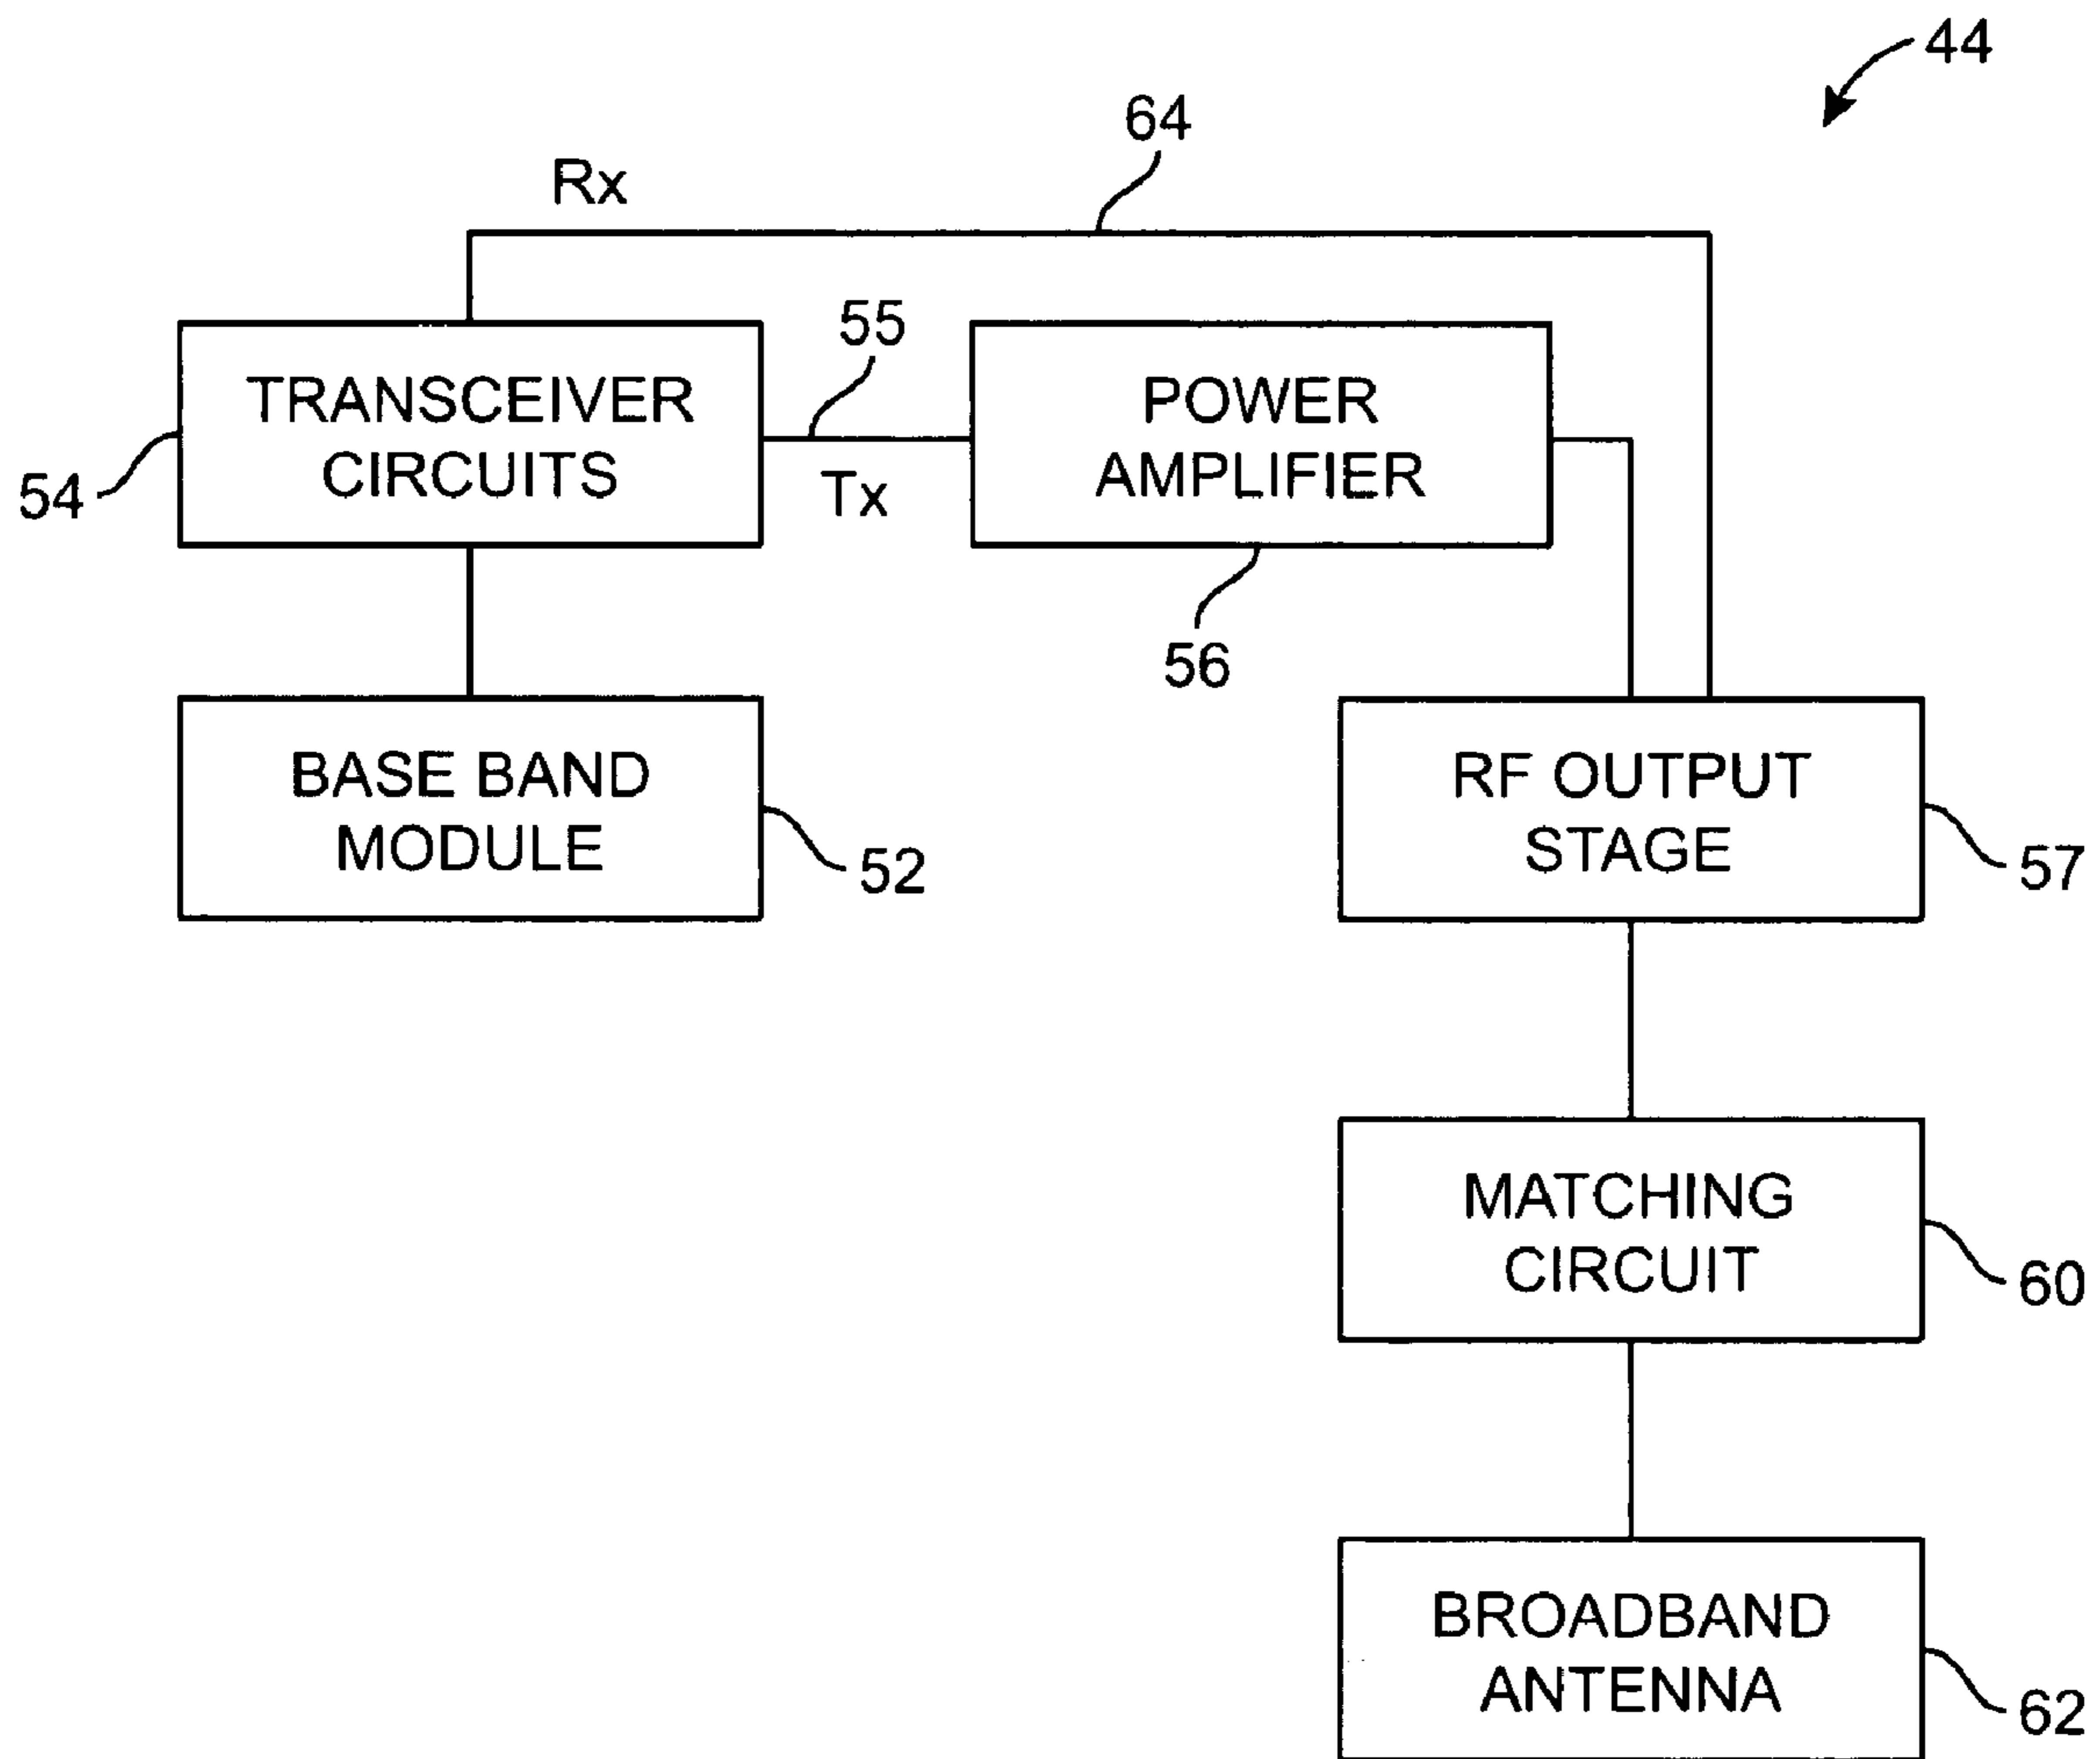 44
64
Rx
55
TRANSCEIVER
CIRCUITS
54
Tx
POWER
AMPLIFIER
56
BASE BAND
MODULE
52
RF OUTPUT
STAGE
57
MATCHING
CIRCUIT
60
BROADBAND
ANTENNA
62